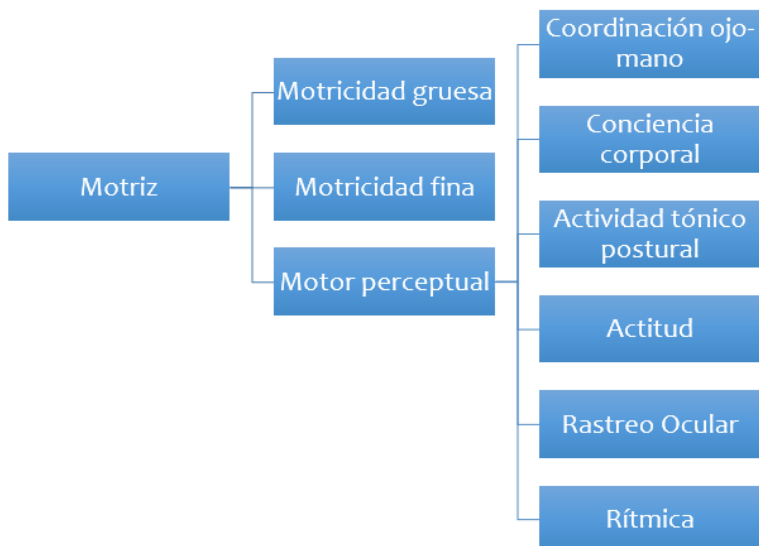 Motriz
Motricidad gruesa
Motricidad fina
Motor perceptual
Coordinación ojo-
mano
Conciencia
corporal
Actividad tónico
postural
Actitud
Rastreo Ocular
Rítmica